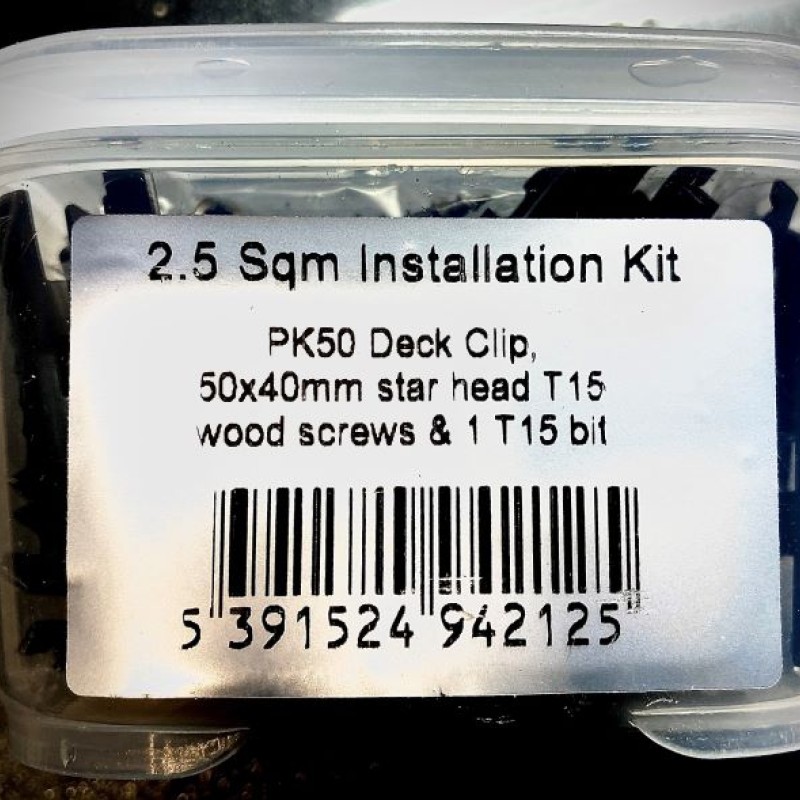 2.5 Sqm Installation Kit
PK50 Deck Clip,
50x40mm star head T15
wood screws & 1 T15 bit
5 391524 942125